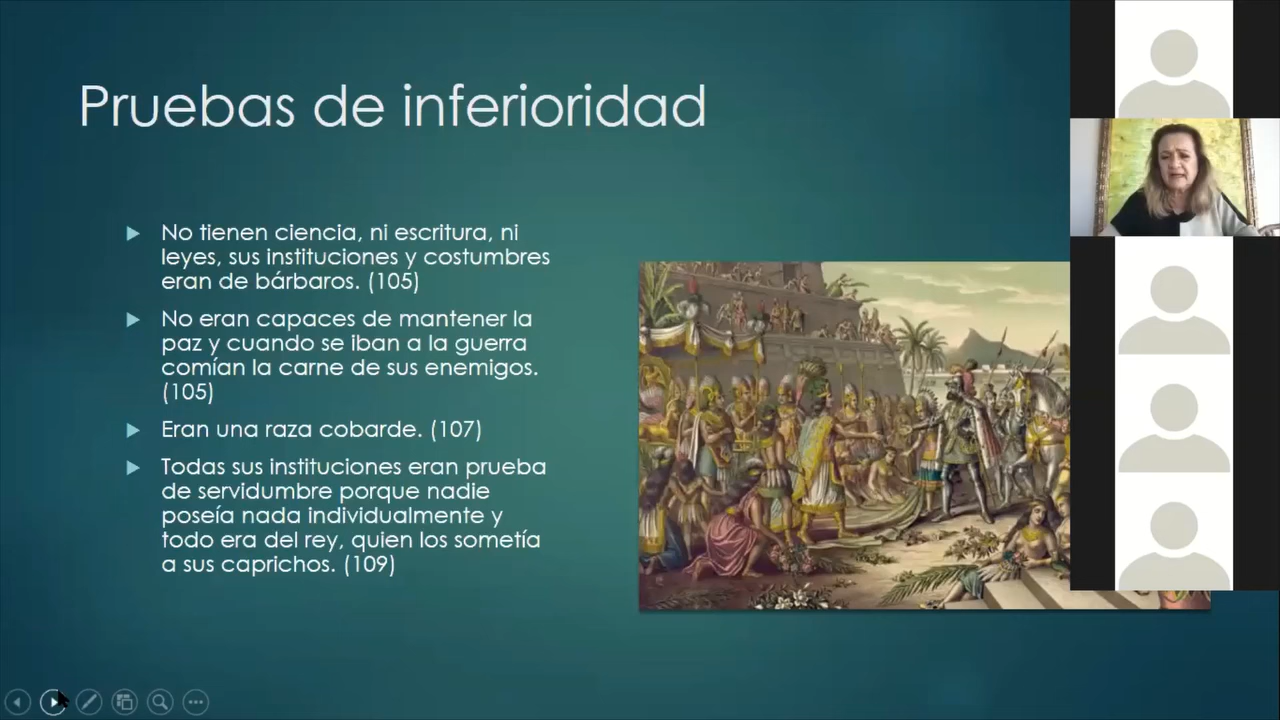 Pruebas de inferioridad
No tienen ciencia, ni escritura, ni
leyes, sus instituciones y costumbres
eran de bárbaros. (105)
No eran capaces de mantener la
paz y cuando se iban a la guerra
comían la carne de sus enemigos.
(105)
Eran una raza cobarde. (107)
Todas sus instituciones eran prueba
de servidumbre porque nadie
poseía nada individualmente y
todo era del rey, quien los sometía
a sus caprichos. (109)